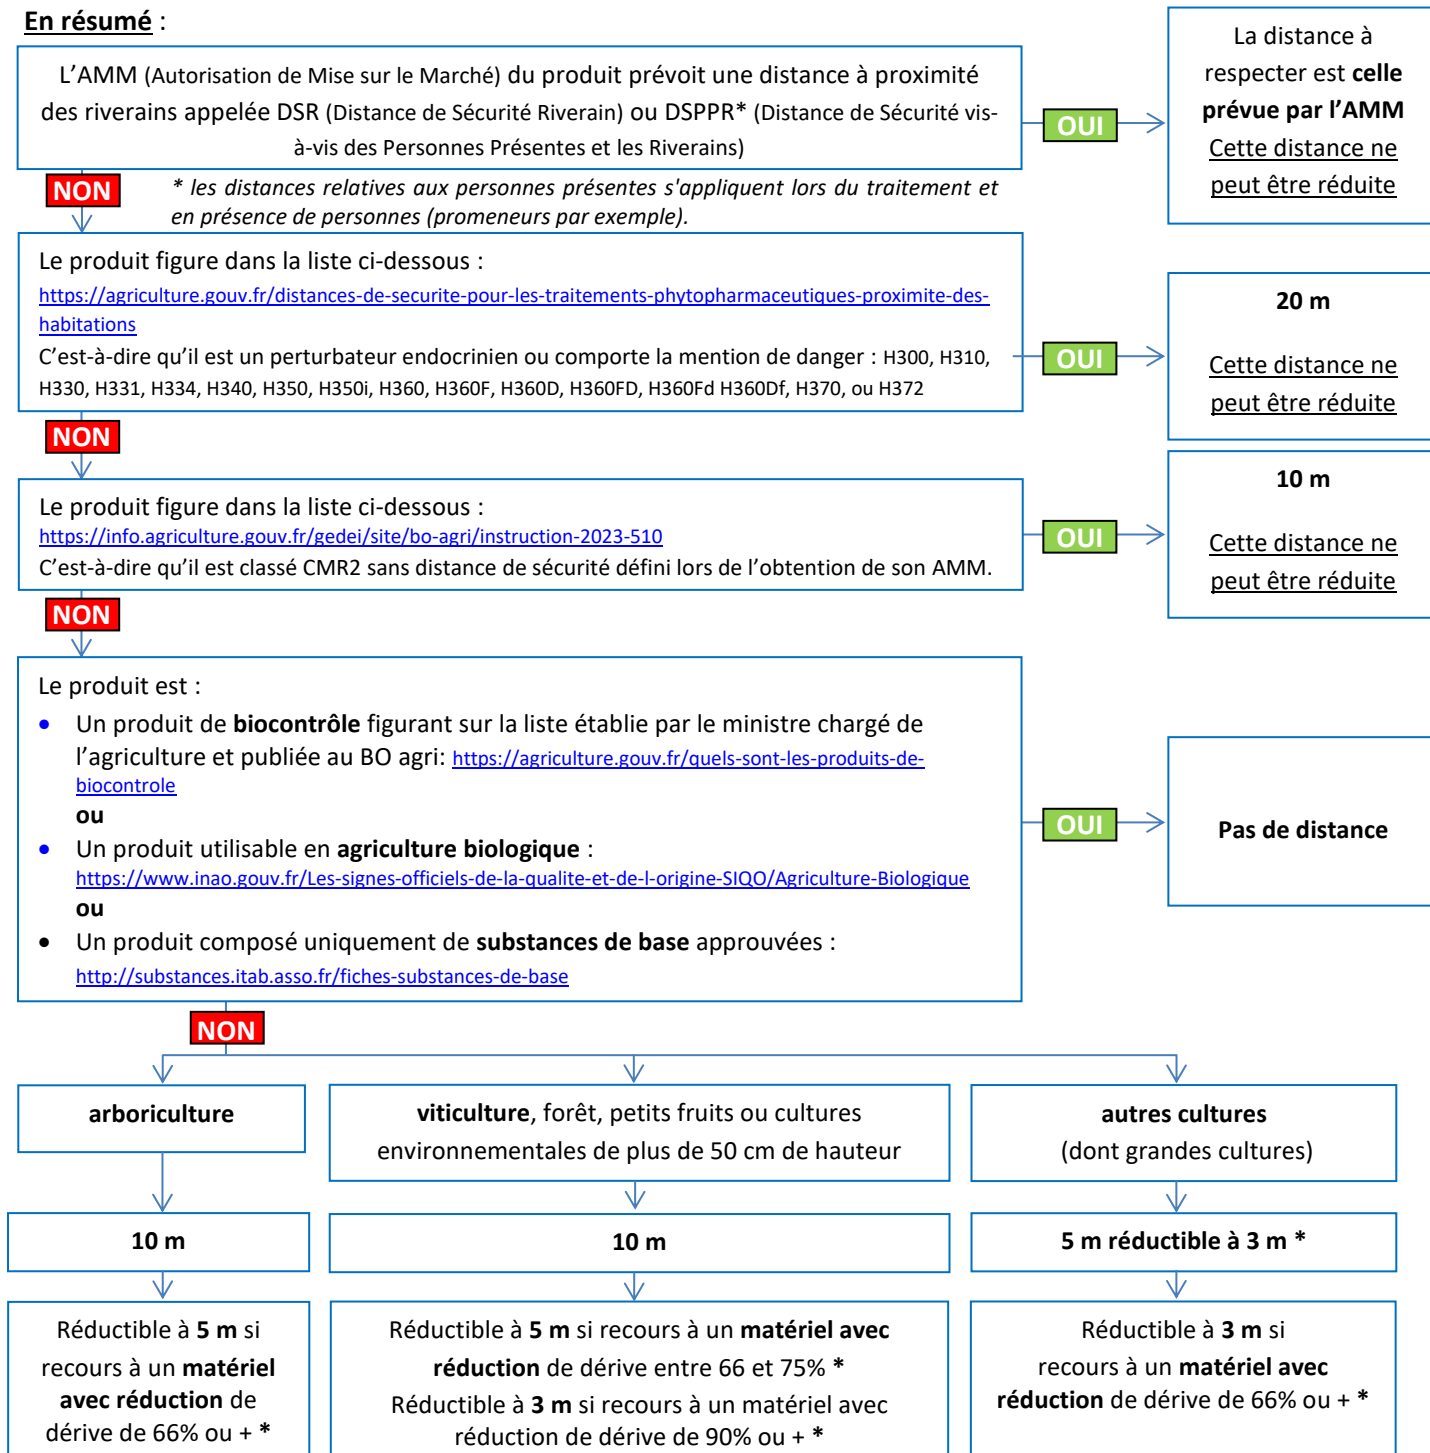 En résumé :
L'AMM (Autorisation de Mise sur le Marché) du produit prévoit une distance à proximité
des riverains appelée DSR (Distance de Sécurité Riverain) ou DSPPR* (Distance de Sécurité vis-
à-vis des Personnes Présentes et les Riverains)
OUI
La distance à
respecter est celle
prévue par l'AMM
Cette distance ne
peut être réduite
NON
* les distances relatives aux personnes présentes s'appliquent lors du traitement et
en présence de personnes (promeneurs par exemple).
Le produit figure dans la liste ci-dessous :
https://agriculture.gouv.fr/distances-de-securite-pour-les-traitements-phytopharmaceutiques-proximite-des-
habitations
C'est-à-dire qu'il est un perturbateur endocrinien ou comporte la mention de danger : H300, H310,
H330, H331, H334, H340, H350, H350i, H360, H360F, H360D, H360FD, H360Fd H360Df, H370, ou H372
OUI
20 m
Cette distance ne
peut être réduite
NON
Le produit figure dans la liste ci-dessous :
https://info.agriculture.gouv.fr/gedei/site/bo-agri/instruction-2023-510
C'est-à-dire qu'il est classé CMR2 sans distance de sécurité défini lors de l'obtention de son AMM.
OUI
10 m
Cette distance ne
peut être réduite
NON
Le produit est :
• Un produit de biocontrôle figurant sur la liste établie par le ministre chargé de
l'agriculture et publiée au BO agri: https://agriculture.gouv.fr/quels-sont-les-produits-de-
biocontrole
ou
• Un produit utilisable en agriculture biologique :
https://www.inao.gouv.fr/Les-signes-officiels-de-la-qualite-et-de-l-origine-SIQO/Agriculture-Biologique
ou
• Un produit composé uniquement de substances de base approuvées :
http://substances.itab.asso.fr/fiches-substances-de-base
OUI
Pas de distance
NON
arboriculture
viticulture, forêt, petits fruits ou cultures
environnementales de plus de 50 cm de hauteur
autres cultures
(dont grandes cultures)
10 m
10 m
5 m réductible à 3 m *
Réductible à 5 m si
recours à un matériel
avec réduction de
dérive de 66% ou + *
Réductible à 5 m si recours à un matériel avec
réduction de dérive entre 66 et 75% *
Réductible à 3 m si recours à un matériel avec
réduction de dérive de 90% ou + *
Réductible à 3 m si
recours à un matériel avec
réduction de dérive de 66% ou + *